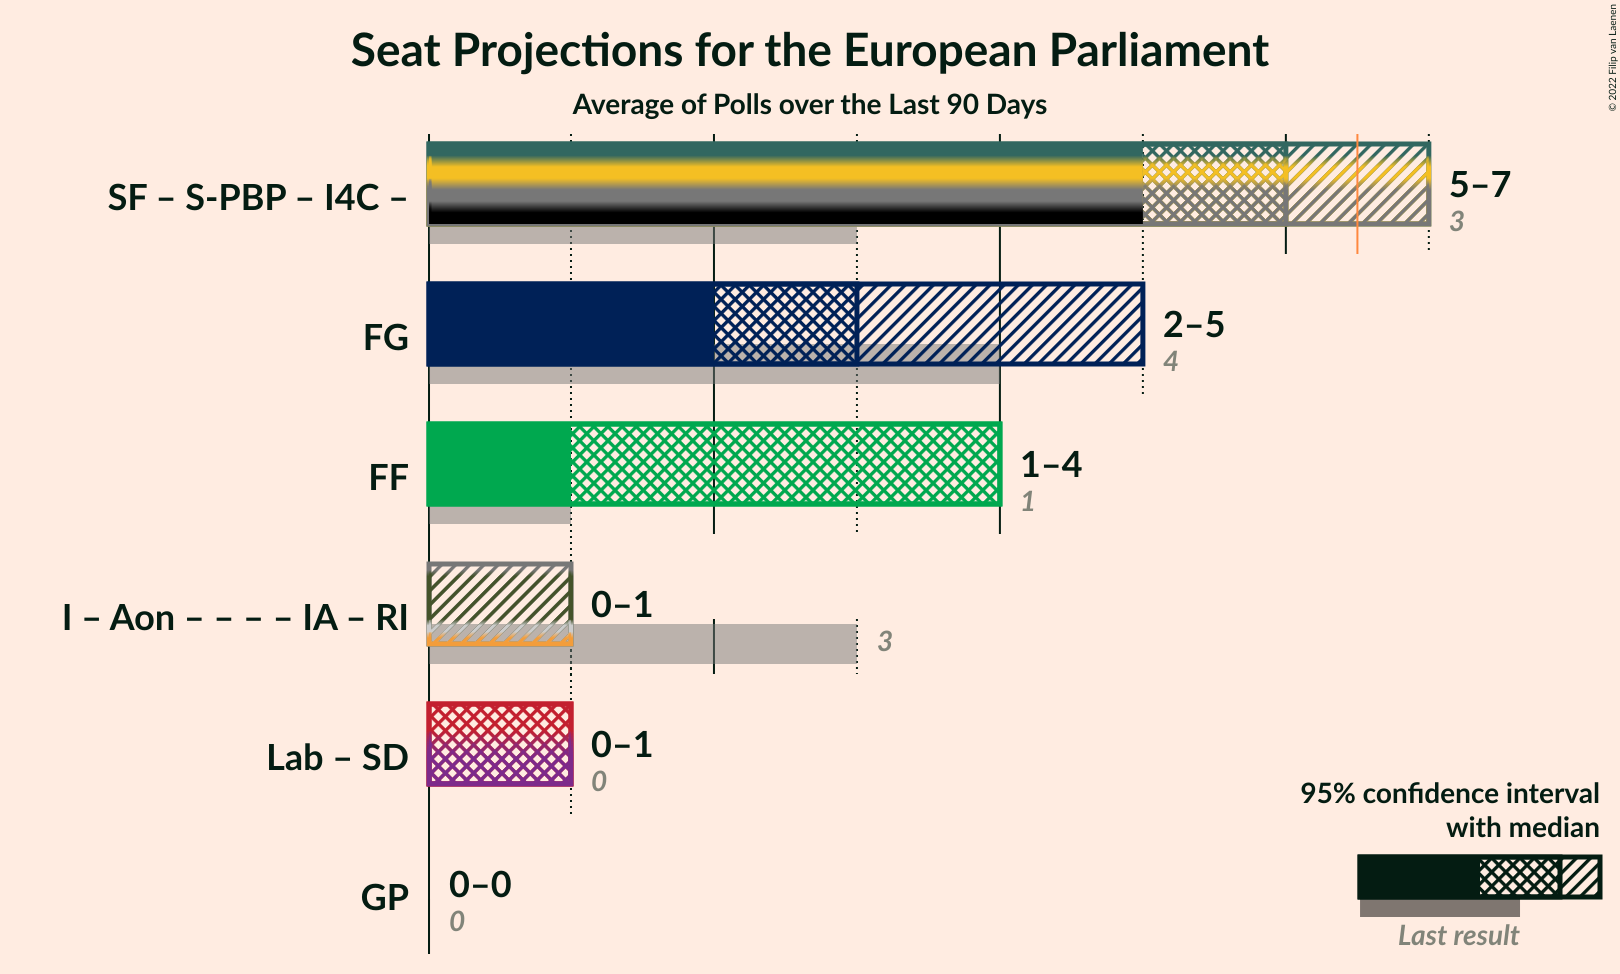 Seat Projections for the European Parliament
Average of Polls over the Last 90 Days
© 2022 Filip van Laenen
SF – S-PBP – I4C –
5–7
3
FG
2–5
4
FF
1–4
1
I – Aon – – – – IA – RI
0–1
3
Lab – SD
0–1
0
GP
0–0
0
95% confidence interval
with median
Last result